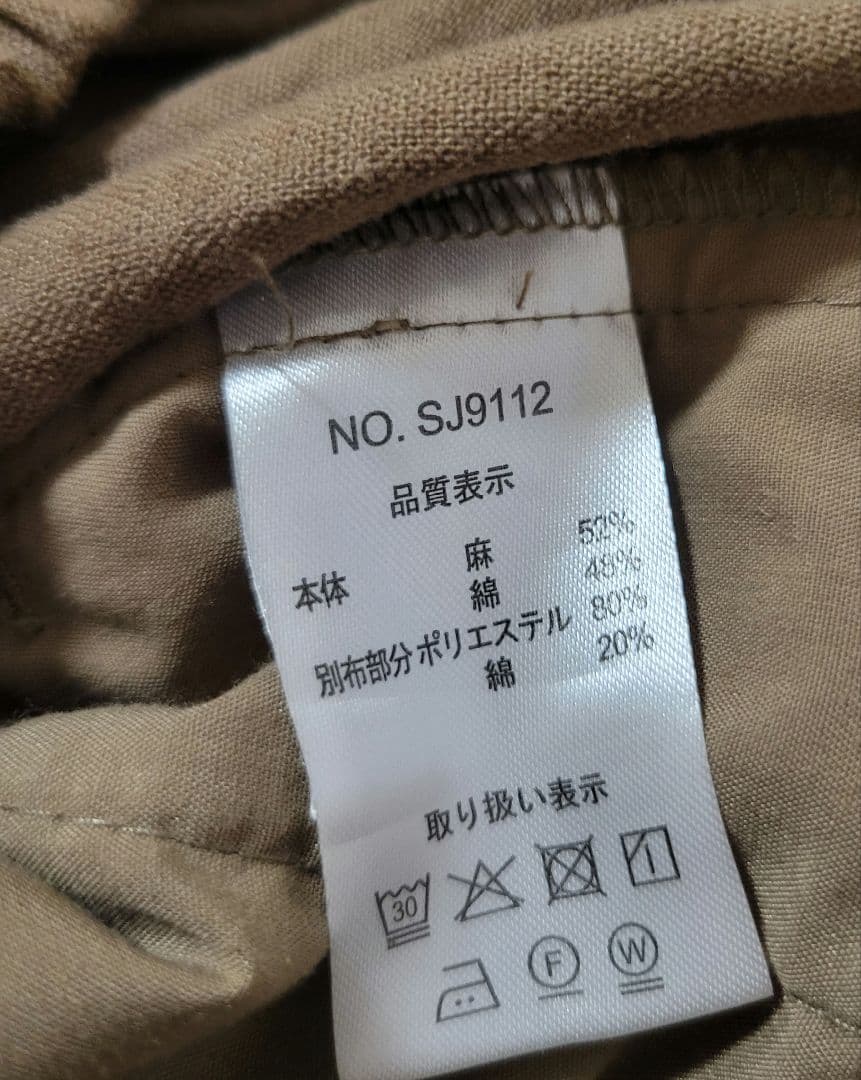 NO. SJ9112
品質表示
本体 麻 52%
綿 48%
別布部分 ポリエステル 80%
綿 20%
取り扱い表示
30
F W